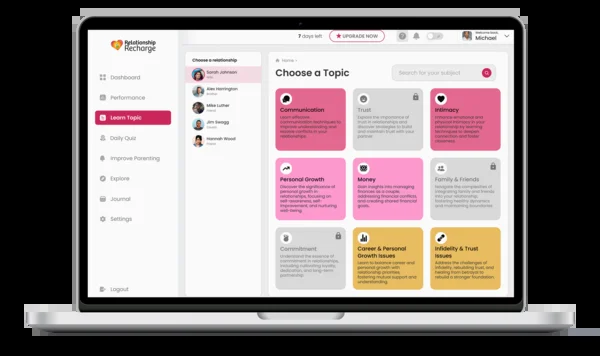 Relationship
Recharge
7 days left
UPGRADE NOW
Welcome back,
Michael
Dashboard
Performance
Learn Topic
Daily Quiz
Improve Parenting
Explore
Journal
Settings
Logout
Choose a relationship
Sarah Johnson
Alex Harrington
Mike Luther
Jim Swagg
Hannah Wood
Home
Choose a Topic
Search for your subject
Communication
Learn effective
communication techniques to
improve understanding and
resolve conflicts in your
relationships.
Trust
Explore the importance of
trust in relationships and
discover strategies to build
and maintain trust with your
partner.
Intimacy
Enhance emotional and
physical intimacy in your
relationship by learning
techniques to deepen
connection and foster
closeness.
Personal Growth
Discover the significance of
personal growth in
relationships, focusing on
self-awareness, self-
improvement, and nurturing
well-being.
Money
Gain insights into managing
finances as a couple,
addressing financial conflicts,
and creating shared financial
goals.
Family & Friends
Navigate the complexities of
integrating family and friends
into your relationship,
fostering healthy dynamics
and maintaining boundaries.
Commitment
Understand the essence of
commitment in relationships,
including cultivating loyalty,
dedication, and long-term
partnership.
Career & Personal
Growth Issues
Learn to balance career and
personal growth with
relationship priorities,
fostering mutual support and
understanding.
Infidelity & Trust
Issues
Address the challenges of
infidelity, rebuilding trust, and
healing from betrayal to
rebuild a stronger foundation.